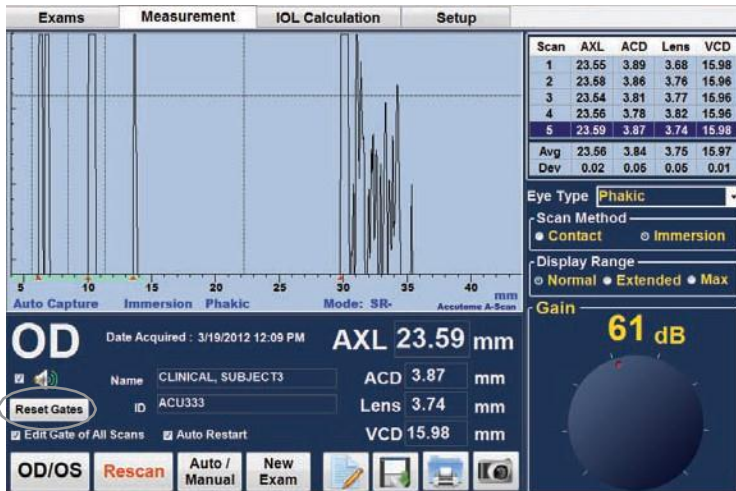 Exams Measurement IOL Calculation Setup
Scan AXL ACD Lens VCD
1 23.55 3.89 3.68 15.98
2 23.58 3.86 3.76 15.96
3 23.54 3.81 3.77 15.96
4 23.56 3.78 3.82 15.96
5 23.59 3.87 3.74 15.98
Avg 23.56 3.84 3.75 15.97
Dev 0.02 0.05 0.05 0.01
Eye Type Phakic
Scan Method
Contact Immersion
Display Range
Normal Extended Max
Gain
61 dB
5 10 15 20 25 30 35 40 mm
Auto Capture Immersion Phakic Mode: SR- Accutome A-Scan
OD Date Acquired : 3/19/2012 12:09 PM AXL 23.59 mm
Name CLINICAL, SUBJECT3 ACD 3.87 mm
Reset Gates ID ACU333 Lens 3.74 mm
Edit Gate of All Scans Auto Restart VCD 15.98 mm
OD/OS Rescan Auto / Manual New Exam